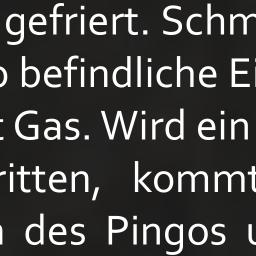 gefriert. Schm
befindliche Ei
t Gas. Wird ein
ritten, kommt
des Pingos